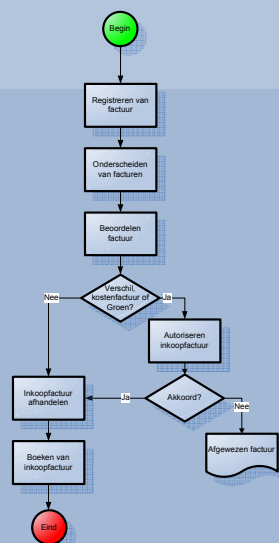 Begin
Registreren van
factuur
Onderscheiden
van facturen
Beoordelen
factuur
Verschil,
kostenfactuur of
Groen?
Nee
Ja
Autoriseren
inkoopfactuur
Inkoopfactuur
afhandelen
Ja
Akkoord?
Nee
Boeken van
inkoopfactuur
Afgewezen factuur
Eind